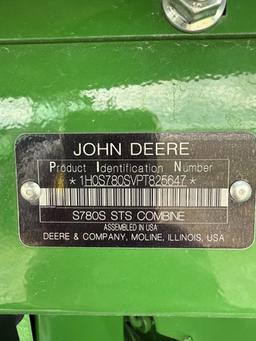 JOHN DEERE
Product Identification Number
* 1H0S780SVPT825647 *
S780S STS COMBINE
ASSEMBLED IN USA
DEERE & COMPANY, MOLINE, ILLINOIS, USA